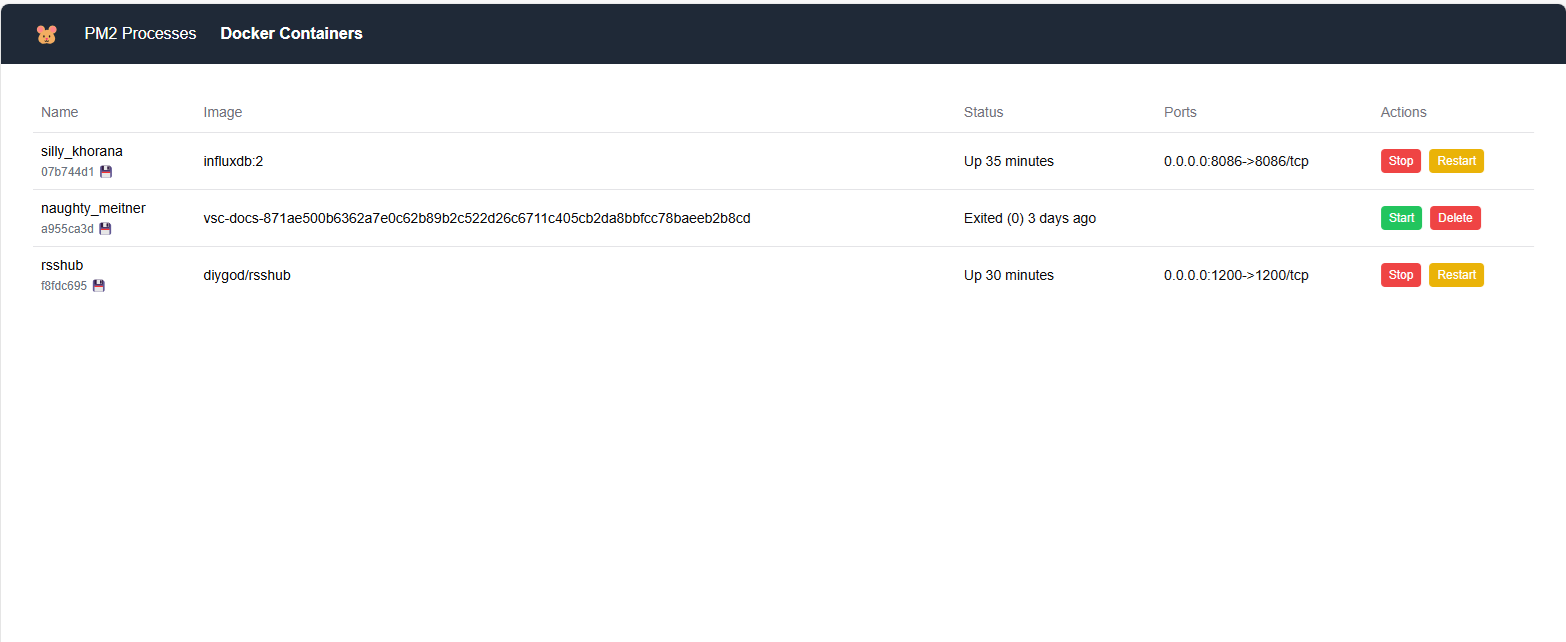 PM2 Processes Docker Containers
Name Image Status Ports Actions
silly_khorana
07b744d1
influxdb:2 Up 35 minutes 0.0.0.0:8086->8086/tcp Stop Restart
naughty_meitner
a955ca3d
vsc-docs-871ae500b6362a7e0c62b89b2c522d26c6711c405cb2da8bbfcc78baeeb2b8cd Exited (0) 3 days ago Start Delete
rsshub
f8fdc695
diygod/rsshub Up 30 minutes 0.0.0.0:1200->1200/tcp Stop Restart